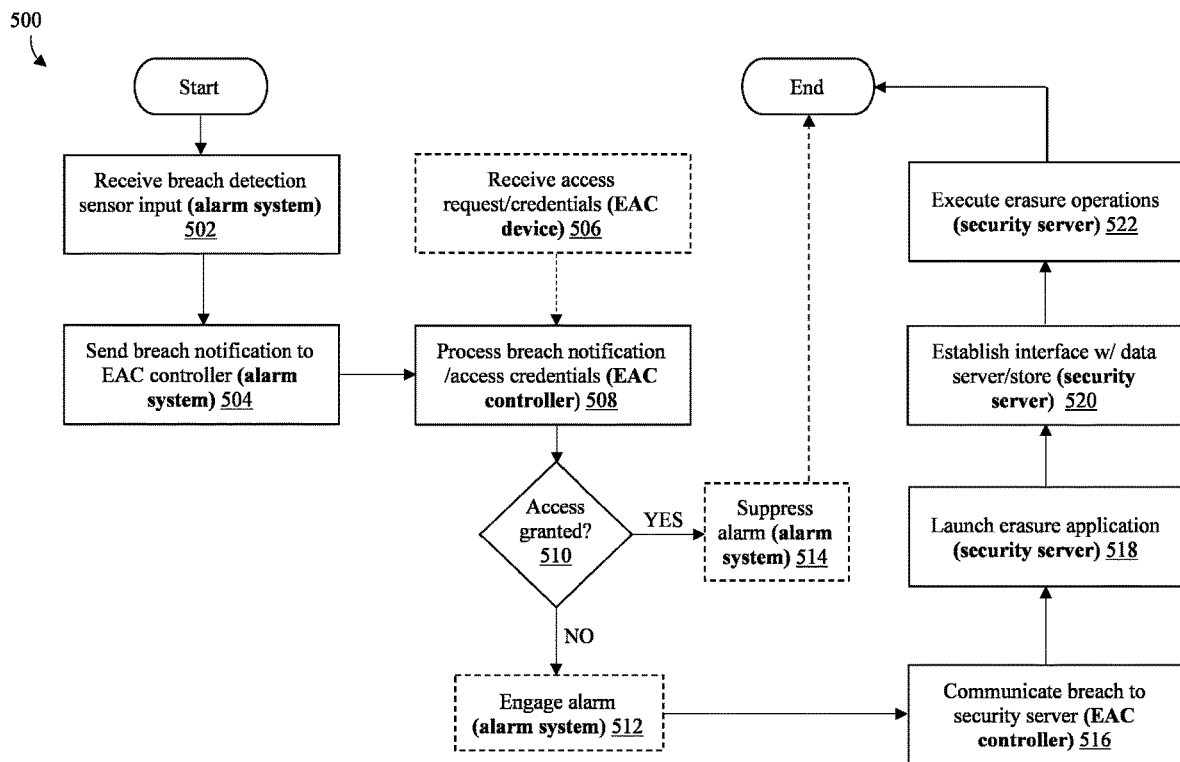 500
Start
End
Receive breach detection
sensor input (alarm system)
502
Receive access
request/credentials (EAC
device) 506
Execute erasure operations
(security server) 522
Send breach notification to
EAC controller (alarm
system) 504
Process breach notification
/access credentials (EAC
controller) 508
Establish interface w/ data
server/store (security
server) 520
Access
granted?
510
YES
Suppress
alarm (alarm
system) 514
Launch erasure application
(security server) 518
NO
Engage alarm
(alarm system) 512
Communicate breach to
security server (EAC
controller) 516